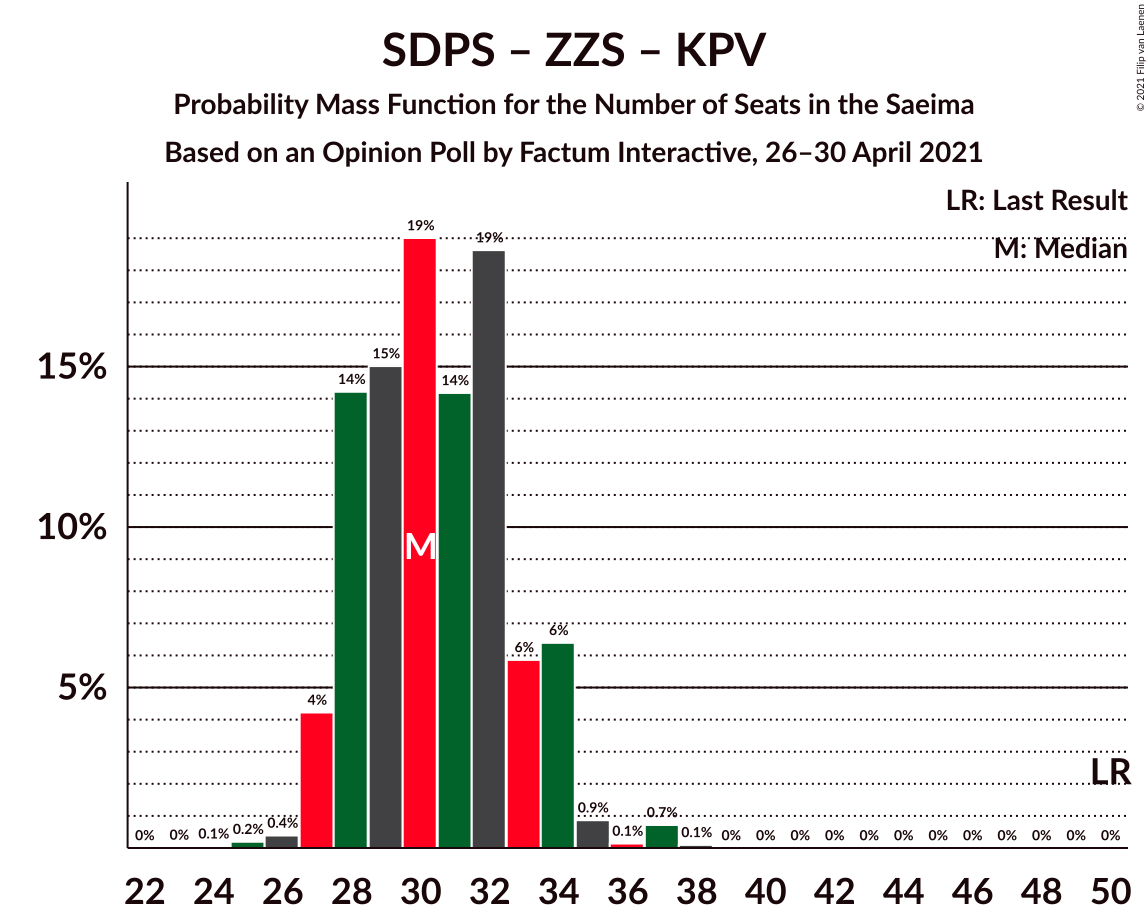 SDPS – ZZS – KPV
Probability Mass Function for the Number of Seats in the Saeima
Based on an Opinion Poll by Factum Interactive, 26–30 April 2021
© 2021 Filip van Laenen
LR: Last Result
M: Median
15%
10%
5%
0% 0% 0.1% 0.2% 0.4% 4% 14% 15% 19% 14% 19% 6% 6% 0.9% 0.1% 0.7% 0.1% 0% 0% 0% 0% 0% 0% 0% 0% 0% 0% 0% 0%
M
LR
22 24 26 28 30 32 34 36 38 40 42 44 46 48 50